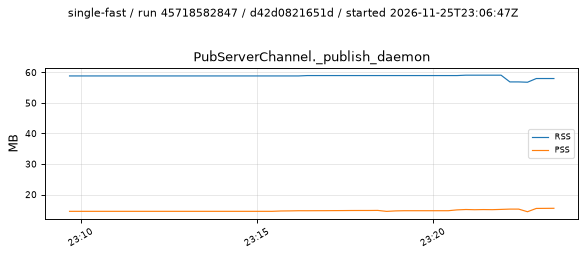 single-fast / run 45718582847 / d42d0821651d / started 2026-11-25T23:06:47Z
PubServerChannel._publish_daemon
60
50
40
30
20
MB
RSS
PSS
23:10
23:15
23:20